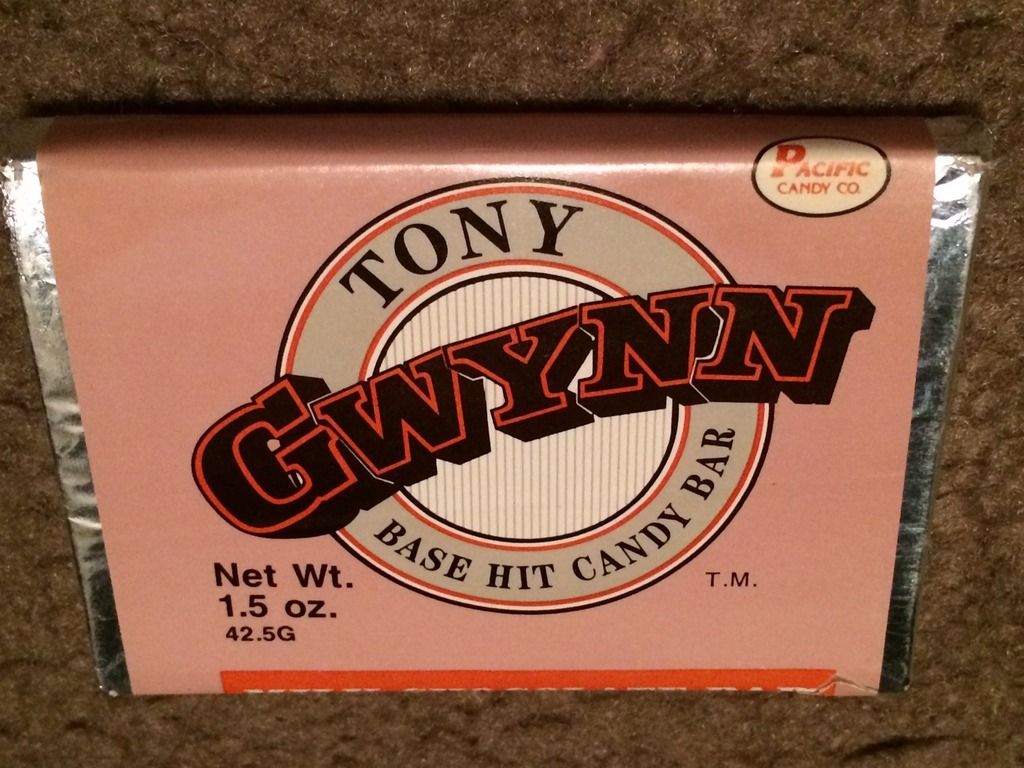 PACIFIC
CANDY CO.
TONY
GWYNN
BASE HIT CANDY BAR
Net Wt.
1.5 oz.
42.5G
T.M.